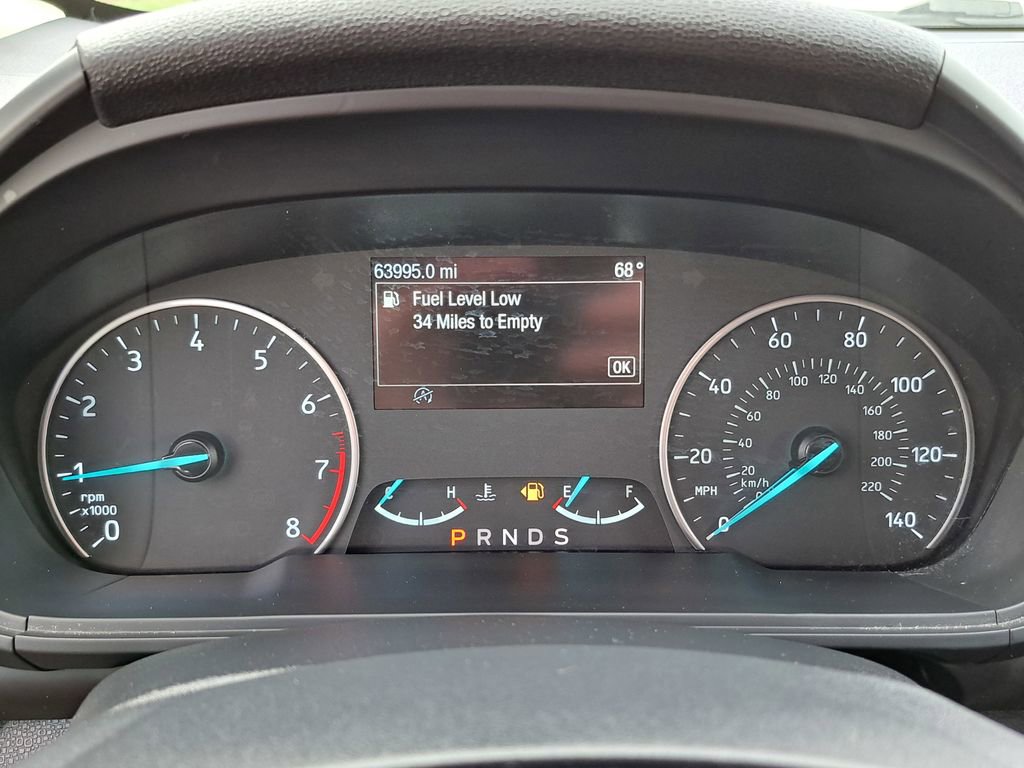 63995.0 mi 68°
Fuel Level Low
34 Miles to Empty
OK
0 1 2 3 4 5 6 7 8
rpm
x1000
C H
E F
P R N D S
0 20 40 60 80 100 120 140
MPH
0 20 40 60 80 100 120 140 160 180 200 220
km/h